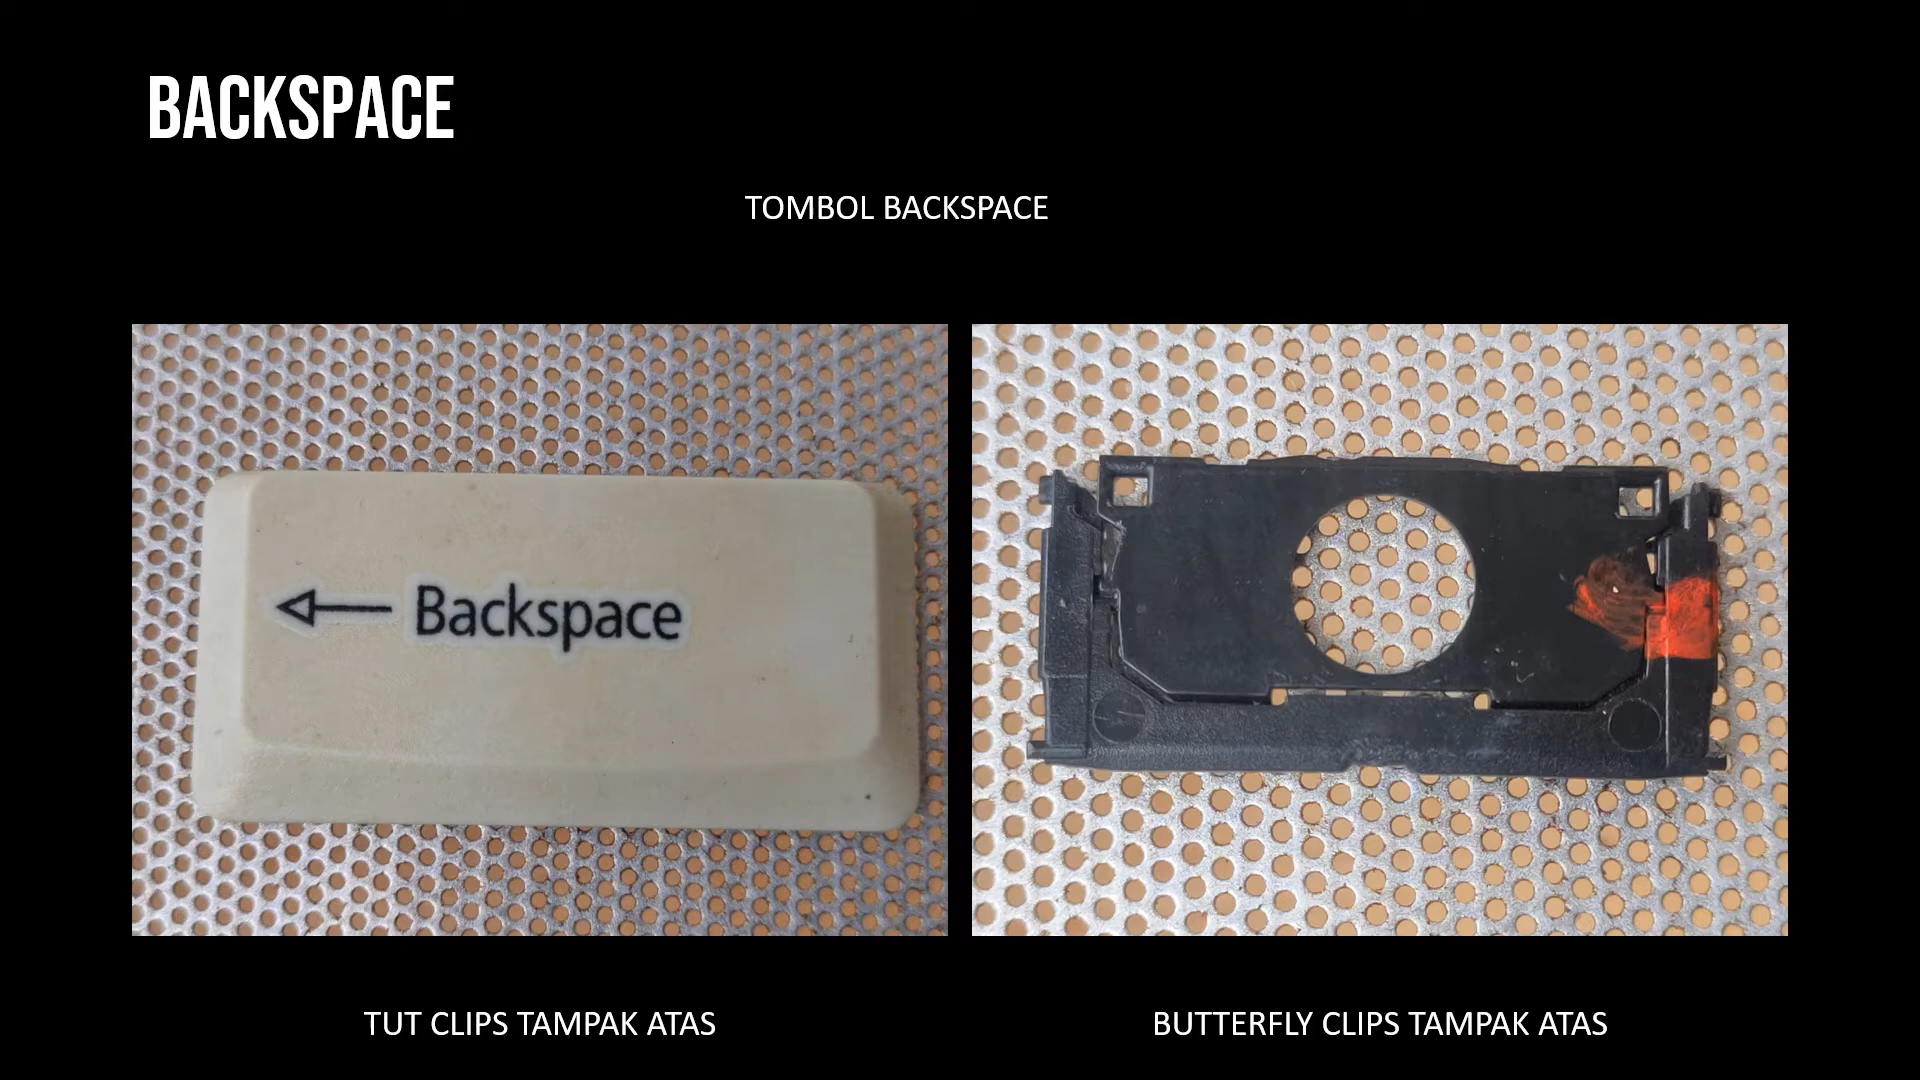 BACKSPACE
TOMBOL BACKSPACE
Backspace
TUT CLIPS TAMPAK ATAS
BUTTERFLY CLIPS TAMPAK ATAS